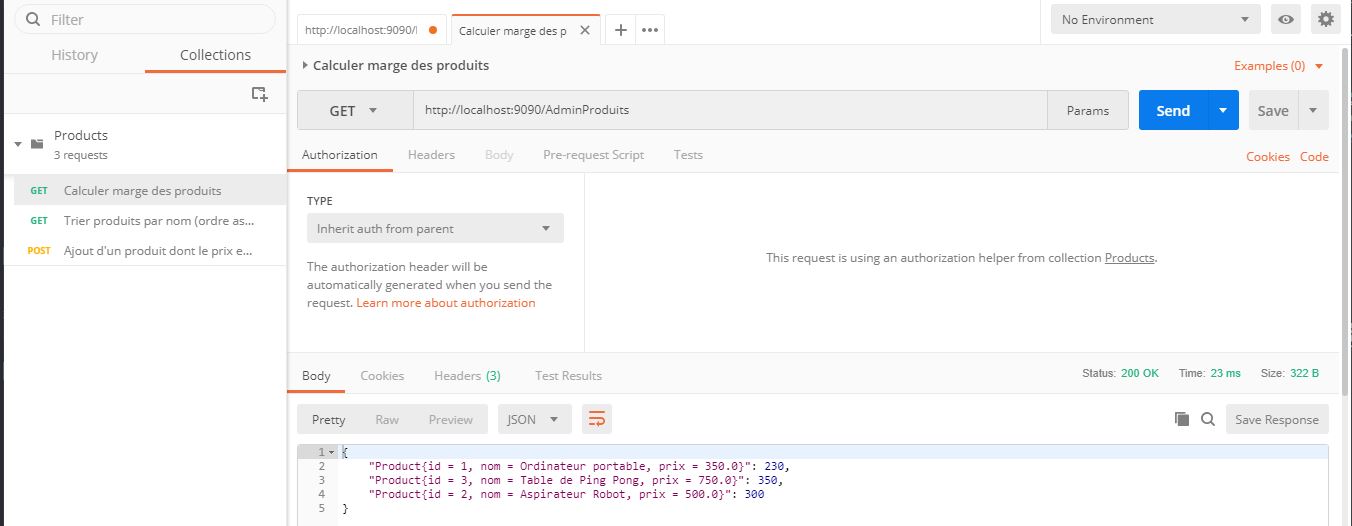 Filter
History Collections
Products
3 requests
GET Calculer marge des produits
GET Trier produits par nom (ordre as...
POST Ajout d'un produit dont le prix e...
http://localhost:9090/
Calculer marge des p
No Environment
Calculer marge des produits
Examples (0)
GET http://localhost:9090/AdminProduits Params Send Save
Authorization Headers Body Pre-request Script Tests Cookies Code
TYPE
Inherit auth from parent
The authorization header will be
automatically generated when you send the
request. Learn more about authorization
This request is using an authorization helper from collection Products.
Body Cookies Headers (3) Test Results Status: 200 OK Time: 23 ms Size: 322 B
Pretty Raw Preview JSON Save Response
1 {
2 "Product{id = 1, nom = Ordinateur portable, prix = 350.0}": 230,
3 "Product{id = 3, nom = Table de Ping Pong, prix = 750.0}": 350,
4 "Product{id = 2, nom = Aspirateur Robot, prix = 500.0}": 300
5 }